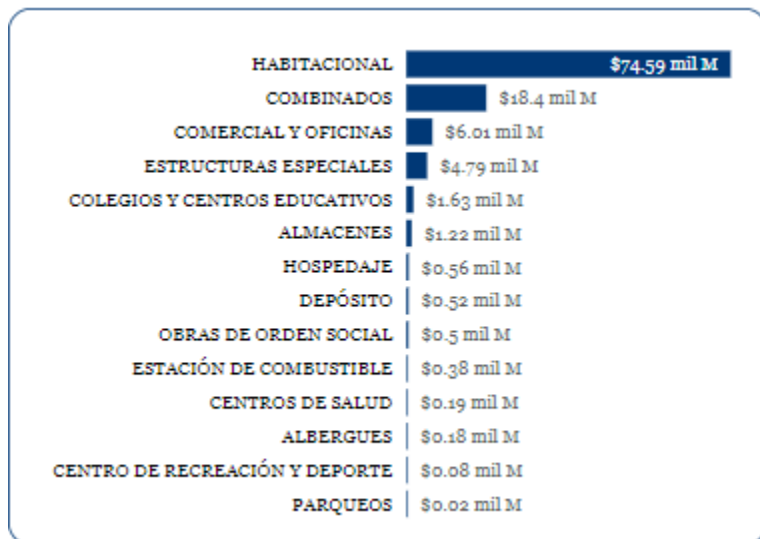 HABITACIONAL $74.59 mil M
COMBINADOS $18.4 mil M
COMERCIAL Y OFICINAS $6.01 mil M
ESTRUCTURAS ESPECIALES $4.79 mil M
COLEGIOS Y CENTROS EDUCATIVOS $1.63 mil M
ALMACENES $1.22 mil M
HOSPEDAJE $0.56 mil M
DEPÓSITO $0.52 mil M
OBRAS DE ORDEN SOCIAL $0.5 mil M
ESTACIÓN DE COMBUSTIBLE $0.38 mil M
CENTROS DE SALUD $0.19 mil M
ALBERGUES $0.18 mil M
CENTRO DE RECREACIÓN Y DEPORTE $0.08 mil M
PARQUEOS $0.02 mil M